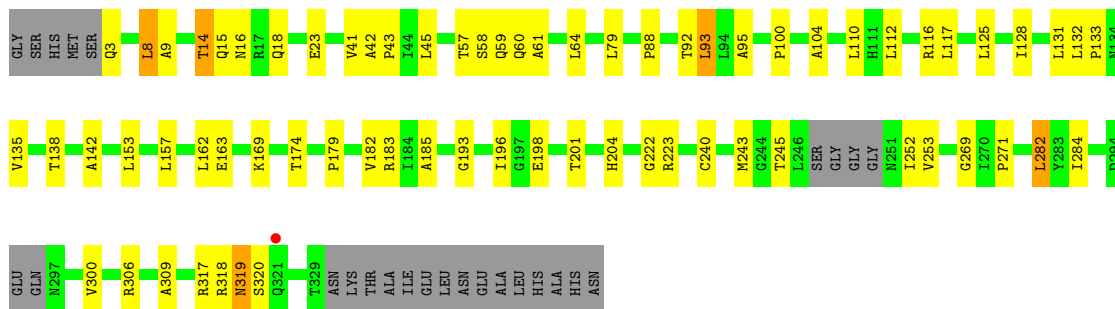 GLY SER HIS MET SER Q3 L8 A9 T14 Q15 N16 R17 Q18 E23 V41 A42 P43 I44 L45 T57 S58 Q59 Q60 A61 L64 L79 P88 T92 L93 L94 A95 P100 A104 L110 H111 L112 R116 L117 L125 I128 L131 L132 P133 N134
V135 T138 A142 L153 L157 L162 E163 K169 T174 P179 V182 R183 I184 A185 G193 I196 G197 E198 T201 H204 G222 R223 C240 M243 G244 T245 L246 SER GLY GLY GLY N251 I252 V253 G269 I270 P271 L282 Y283 I284
GLU GLN N297 V300 R306 A309 R317 R318 N319 S320 Q321 T329 ASN LYS THR ALA ILE GLU LEU ASN GLU ALA LEU HIS ALA HIS ASN